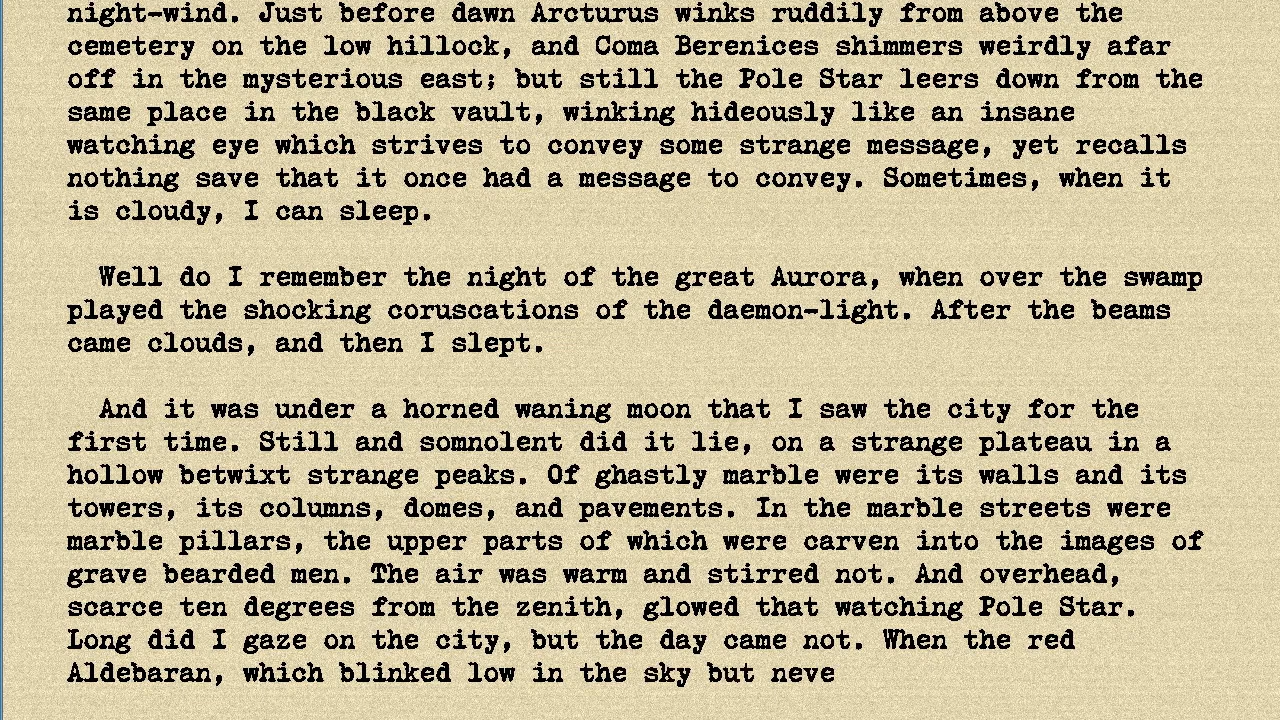 night-wind. Just before dawn Arcturus winks ruddily from above the
cemetery on the low hillock, and Coma Berenices shimmers weirdly afar
off in the mysterious east; but still the Pole Star leers down from the
same place in the black vault, winking hideously like an insane
watching eye which strives to convey some strange message, yet recalls
nothing save that it once had a message to convey. Sometimes, when it
is cloudy, I can sleep.
Well do I remember the night of the great Aurora, when over the swamp
played the shocking coruscations of the daemon-light. After the beams
came clouds, and then I slept.
And it was under a horned waning moon that I saw the city for the
first time. Still and somnolent did it lie, on a strange plateau in a
hollow betwixt strange peaks. Of ghastly marble were its walls and its
towers, its columns, domes, and pavements. In the marble streets were
marble pillars, the upper parts of which were carven into the images of
grave bearded men. The air was warm and stirred not. And overhead,
scarce ten degrees from the zenith, glowed that watching Pole Star.
Long did I gaze on the city, but the day came not. When the red
Aldebaran, which blinked low in the sky but neve